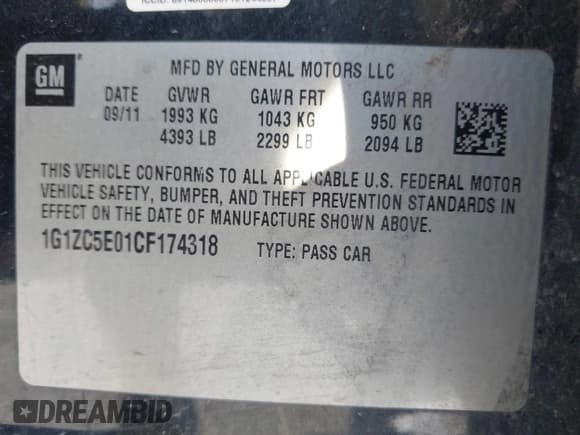 GM
MFD BY GENERAL MOTORS LLC
DATE GVWR GAWR FRT GAWR RR
09/11 1993 KG 1043 KG 950 KG
4393 LB 2299 LB 2094 LB
THIS VEHICLE CONFORMS TO ALL APPLICABLE U.S. FEDERAL MOTOR
VEHICLE SAFETY, BUMPER, AND THEFT PREVENTION STANDARDS IN
EFFECT ON THE DATE OF MANUFACTURE SHOWN ABOVE.
1G1ZC5E01CF174318 TYPE: PASS CAR
DREAMBID